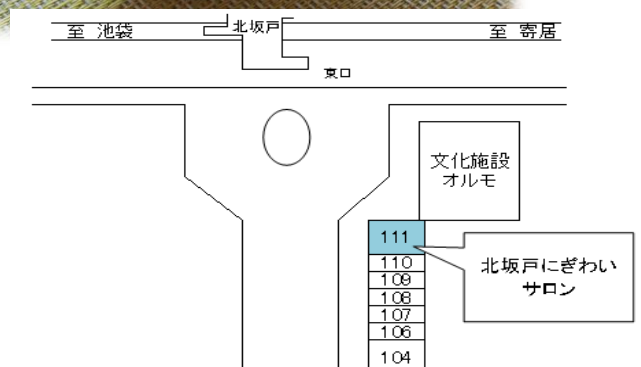 至 池袋
北坂戸
至 寄居
東口
文化施設
オルモ
111
110
109
108
107
106
104
北坂戸にぎわい
サロン